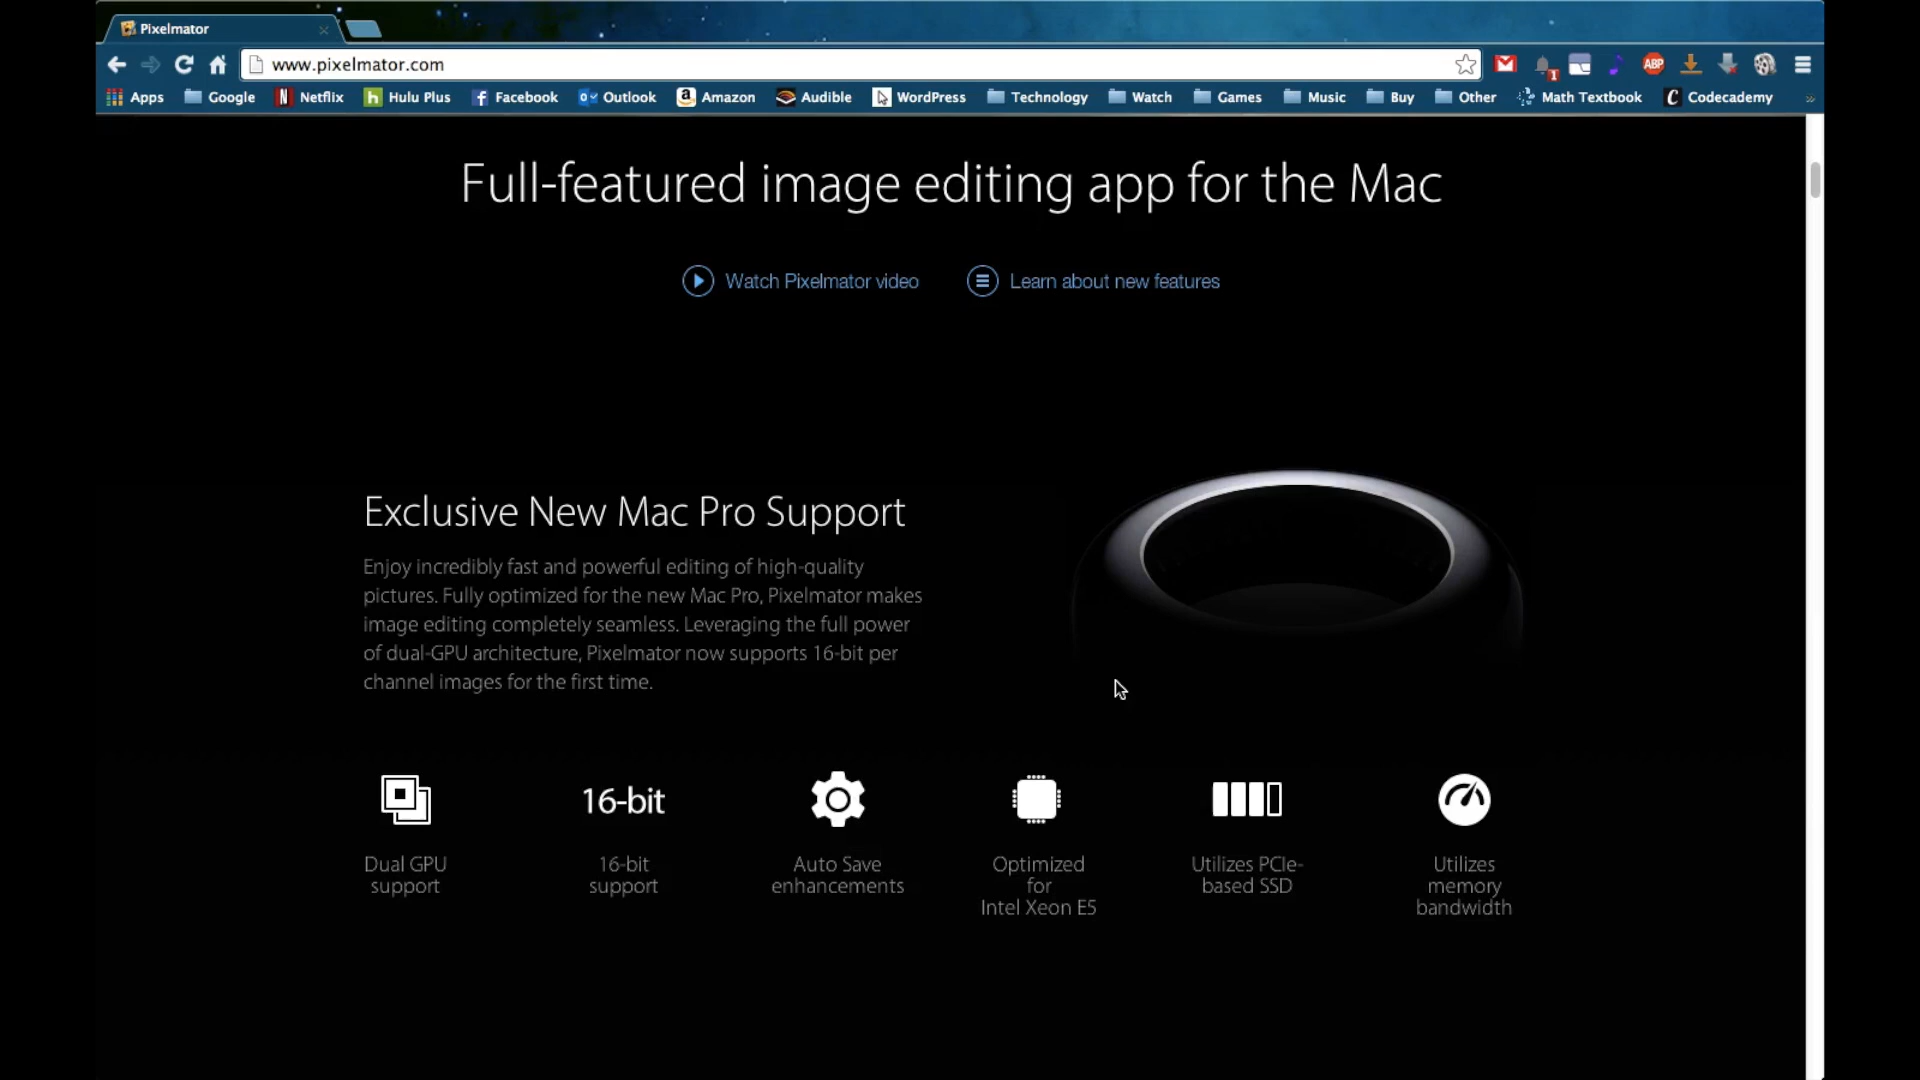 Pixelmator
www.pixelmator.com
1
ABP
Apps Google N Netflix h Hulu Plus f Facebook Outlook a Amazon Audible WordPress Technology Watch Games Music Buy Other Math Textbook C Codecademy »
Full-featured image editing app for the Mac
Watch Pixelmator video Learn about new features
Exclusive New Mac Pro Support
Enjoy incredibly fast and powerful editing of high-quality
pictures. Fully optimized for the new Mac Pro, Pixelmator makes
image editing completely seamless. Leveraging the full power
of dual-GPU architecture, Pixelmator now supports 16-bit per
channel images for the first time.
16-bit
Dual GPU
support
16-bit
support
Auto Save
enhancements
Optimized
for
Intel Xeon E5
Utilizes PCIe-
based SSD
Utilizes
memory
bandwidth